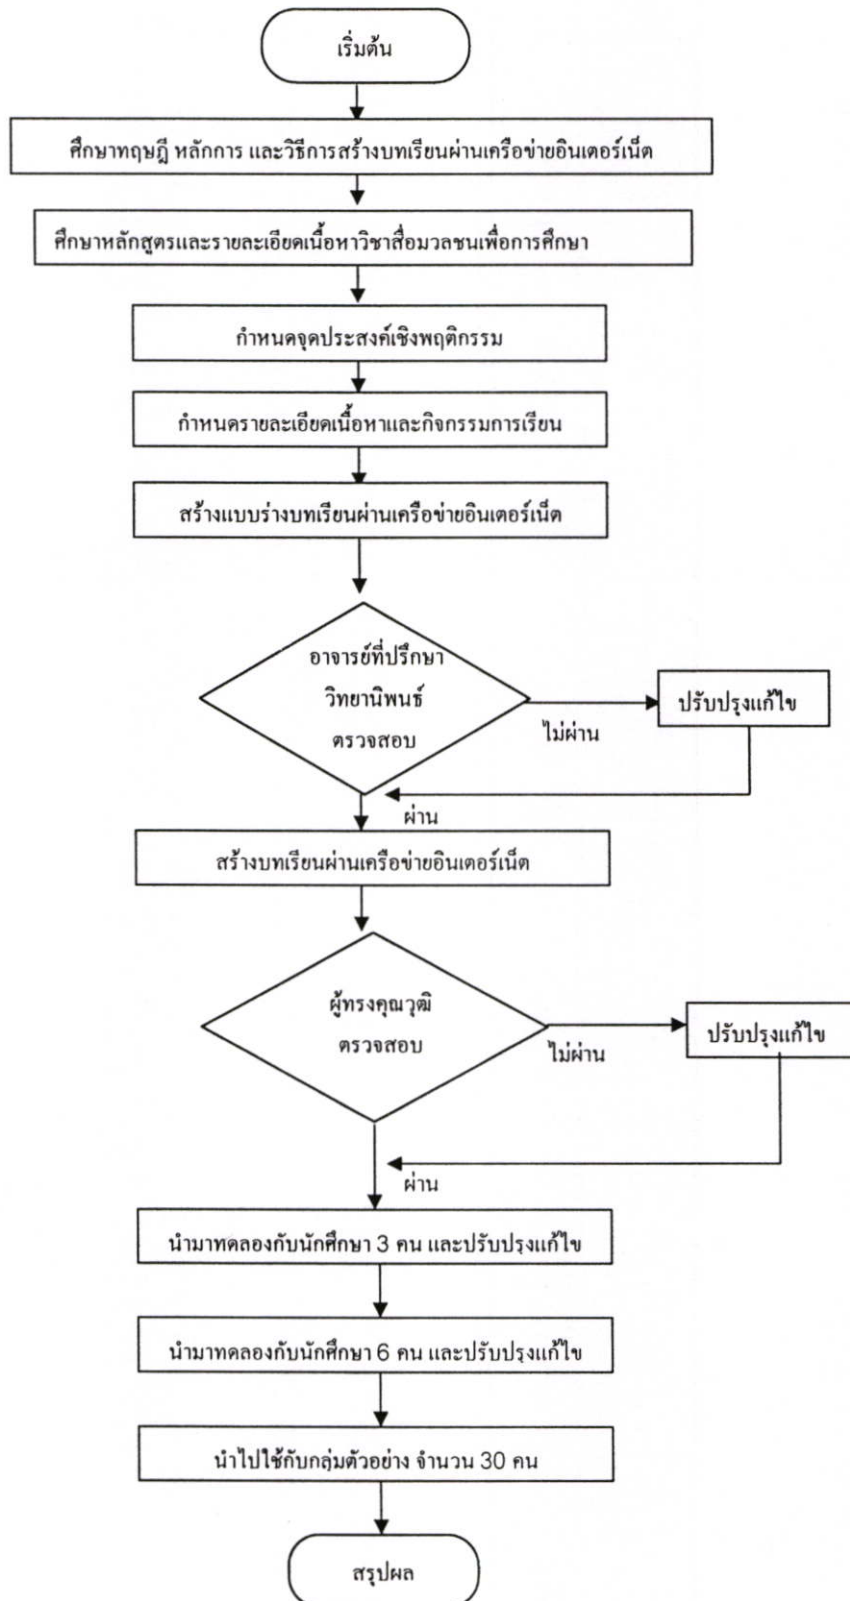 เริ่มต้น
ศึกษาทฤษฎี หลักการ และวิธีการสร้างบทเรียนผ่านเครือข่ายอินเตอร์เน็ต
ศึกษาหลักสูตรและรายละเอียดเนื้อหาวิชาสื่อมวลชนเพื่อการศึกษา
กำหนดจุดประสงค์เชิงพฤติกรรม
กำหนดรายละเอียดเนื้อหาและกิจกรรมการเรียน
สร้างแบบร่างบทเรียนผ่านเครือข่ายอินเตอร์เน็ต
อาจารย์ที่ปรึกษา
วิทยานิพนธ์
ตรวจสอบ
ไม่ผ่าน
ปรับปรุงแก้ไข
ผ่าน
สร้างบทเรียนผ่านเครือข่ายอินเตอร์เน็ต
ผู้ทรงคุณวุฒิ
ตรวจสอบ
ไม่ผ่าน
ปรับปรุงแก้ไข
ผ่าน
นำมาทดลองกับนักศึกษา 3 คน และปรับปรุงแก้ไข
นำมาทดลองกับนักศึกษา 6 คน และปรับปรุงแก้ไข
นำไปใช้กับกลุ่มตัวอย่าง จำนวน 30 คน
สรุปผล